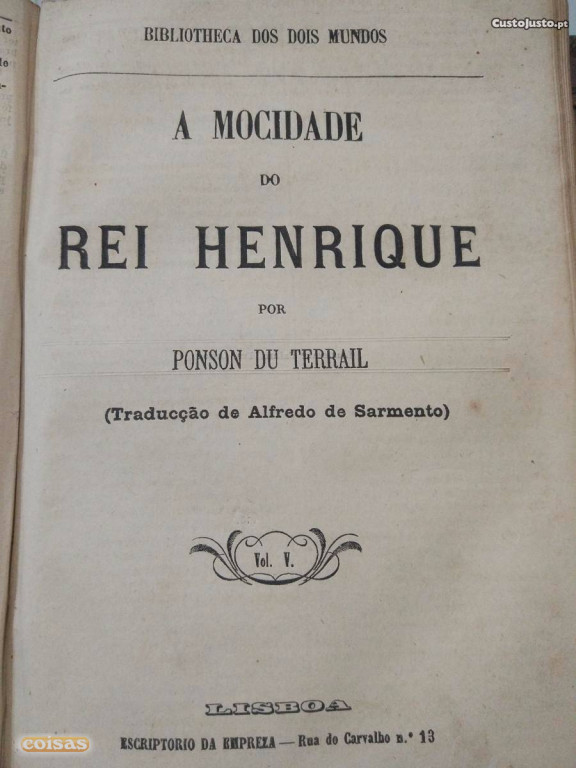 CustoJusto.pt
BIBLIOTHECA DOS DOIS MUNDOS
A MOCIDADE
DO
REI HENRIQUE
POR
PONSON DU TERRAIL
(Traducção de Alfredo de Sarmento)
Vol. V.
LISBOA
ESCRIPTORIO DA EMPREZA — Rua do Carvalho n.º 13
coisas